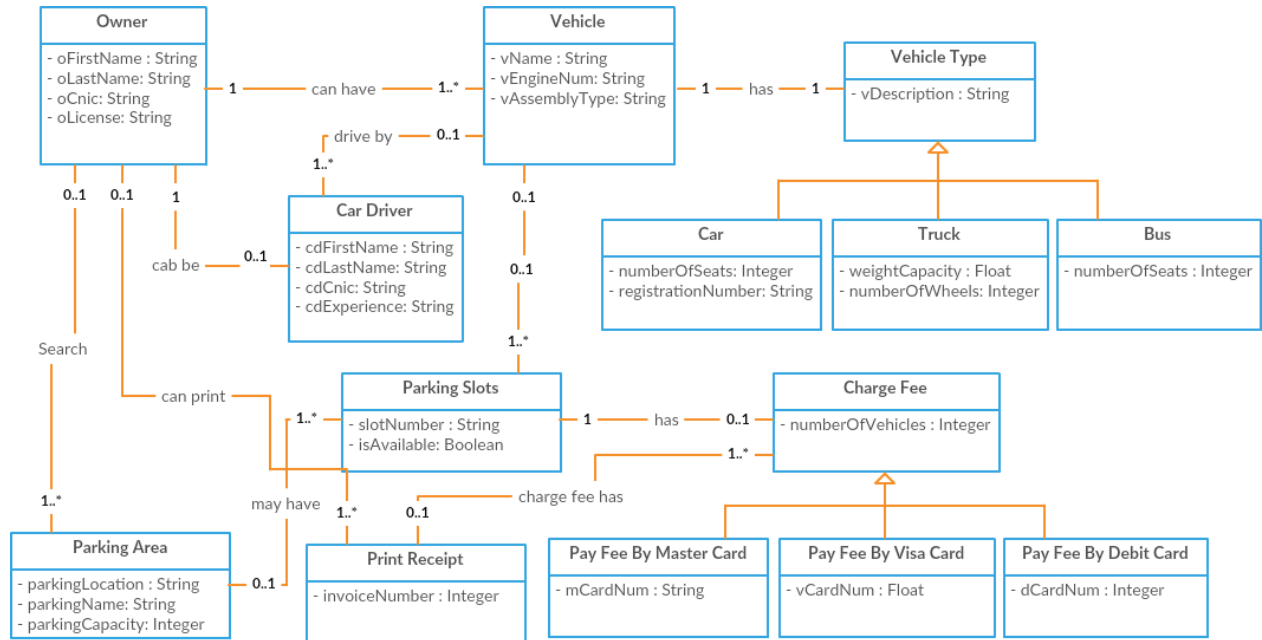 Owner
- oFirstName : String
- oLastName: String
- oCnic: String
- oLicense: String
Vehicle
- vName : String
- vEngineNum: String
- vAssemblyType: String
Vehicle Type
- vDescription : String
1
can have
1..*
1
has
1
drive by
0..1
1..*
0..1
0..1
1
0..1
Car Driver
- cdFirstName : String
- cdLastName: String
- cdCnic: String
- cdExperience: String
cab be
0..1
0..1
1..*
Car
- numberOfSeats: Integer
- registrationNumber: String
Truck
- weightCapacity : Float
- numberOfWheels: Integer
Bus
- numberOfSeats : Integer
Search
can print
Parking Slots
- slotNumber : String
- isAvailable: Boolean
1
has
0..1
Charge Fee
- numberOfVehicles : Integer
1..*
1..*
charge fee has
0..1
may have
1..*
1..*
0..1
Parking Area
- parkingLocation : String
- parkingName: String
- parkingCapacity: Integer
Print Receipt
- invoiceNumber : Integer
Pay Fee By Master Card
- mCardNum : String
Pay Fee By Visa Card
- vCardNum : Float
Pay Fee By Debit Card
- dCardNum : Integer